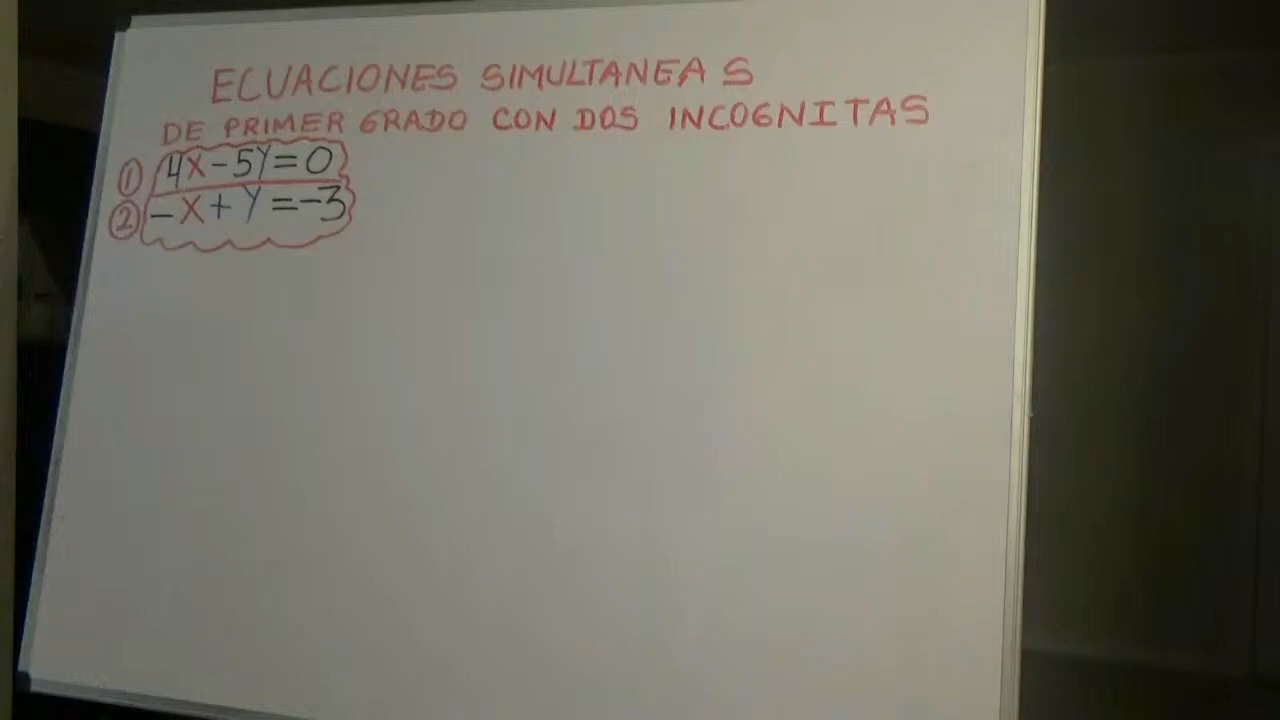 ECUACIONES SIMULTANEAS
DE PRIMER GRADO CON DOS INCOGNITAS
① 4X-5Y=0
② -X+Y=-3